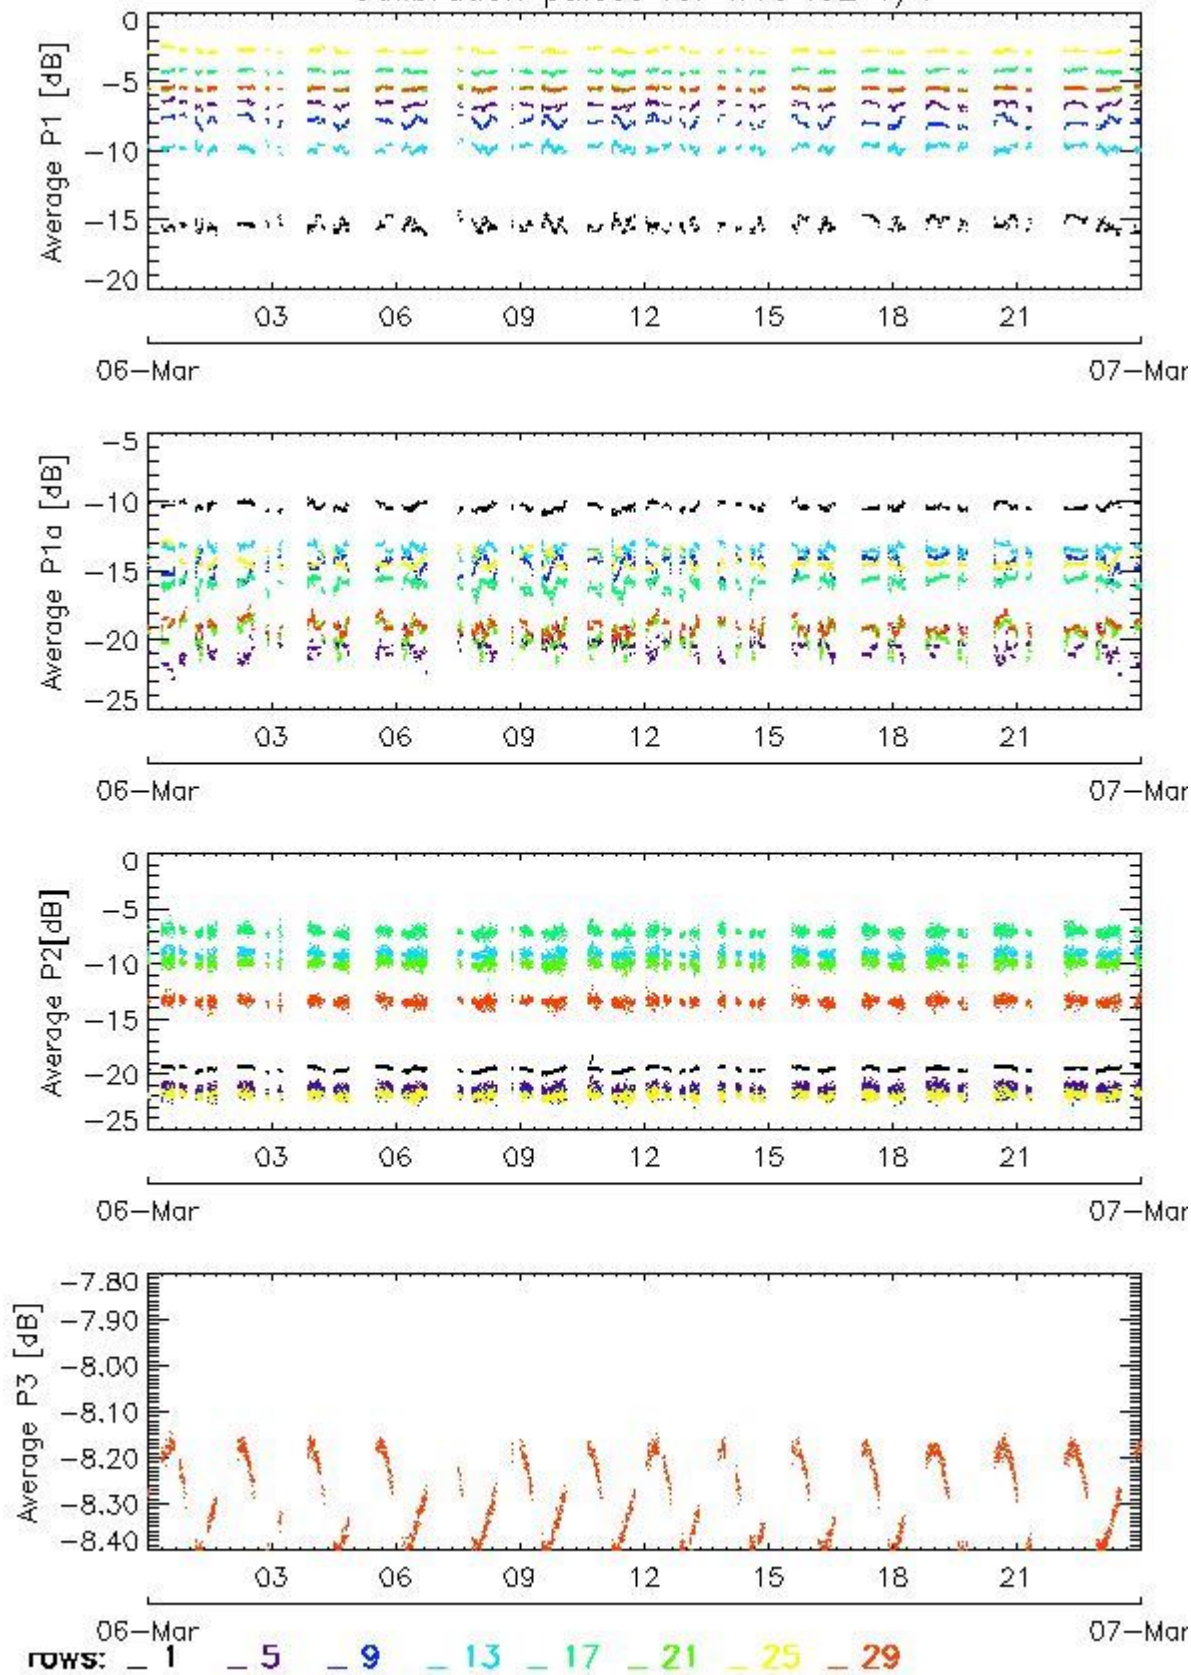 0
-5
-10
-15
-20
Average P1 [dB]
03 06 09 12 15 18 21
06-Mar 07-Mar
-5
-10
-15
-20
-25
Average P1a [dB]
03 06 09 12 15 18 21
06-Mar 07-Mar
0
-5
-10
-15
-20
-25
Average P2[dB]
03 06 09 12 15 18 21
06-Mar 07-Mar
-7.80
-7.90
-8.00
-8.10
-8.20
-8.30
-8.40
Average P3 [dB]
03 06 09 12 15 18 21
06-Mar 07-Mar
rows: _ 1 _ 5 _ 9 _ 13 _ 17 _ 21 _ 25 _ 29